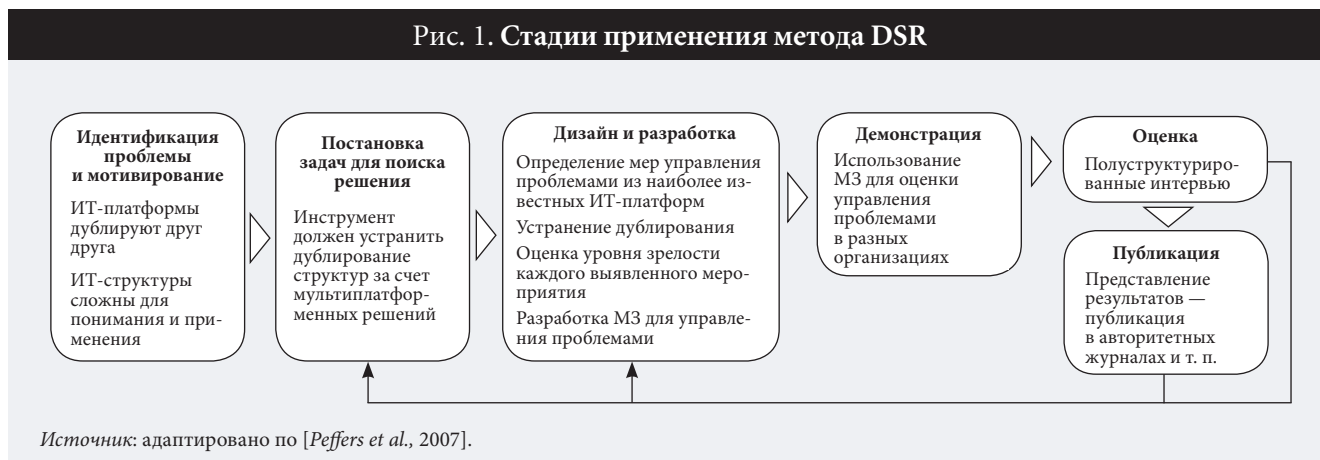 Рис. 1. Стадии применения метода DSR
Идентификация
проблемы
и мотивирование
ИТ-платформы
дублируют друг
друга
ИТ-структуры
сложны для
понимания и при-
менения
Постановка
задач для поиска
решения
Инструмент
должен устранить
дублирование
структур за счет
мультиплатфор-
менных решений
Дизайн и разработка
Определение мер управления
проблемами из наиболее из-
вестных ИТ-платформ
Устранение дублирования
Оценка уровня зрелости
каждого выявленного меро-
приятия
Разработка МЗ для управле-
ния проблемами
Демонстрация
Использование
МЗ для оценки
управления
проблемами
в разных
организациях
Оценка
Полуструктуриро-
ванные интервью
Публикация
Представление
результатов —
публикация
в авторитетных
журналах и т. п.
Источник: адаптировано по [Peffers et al., 2007].